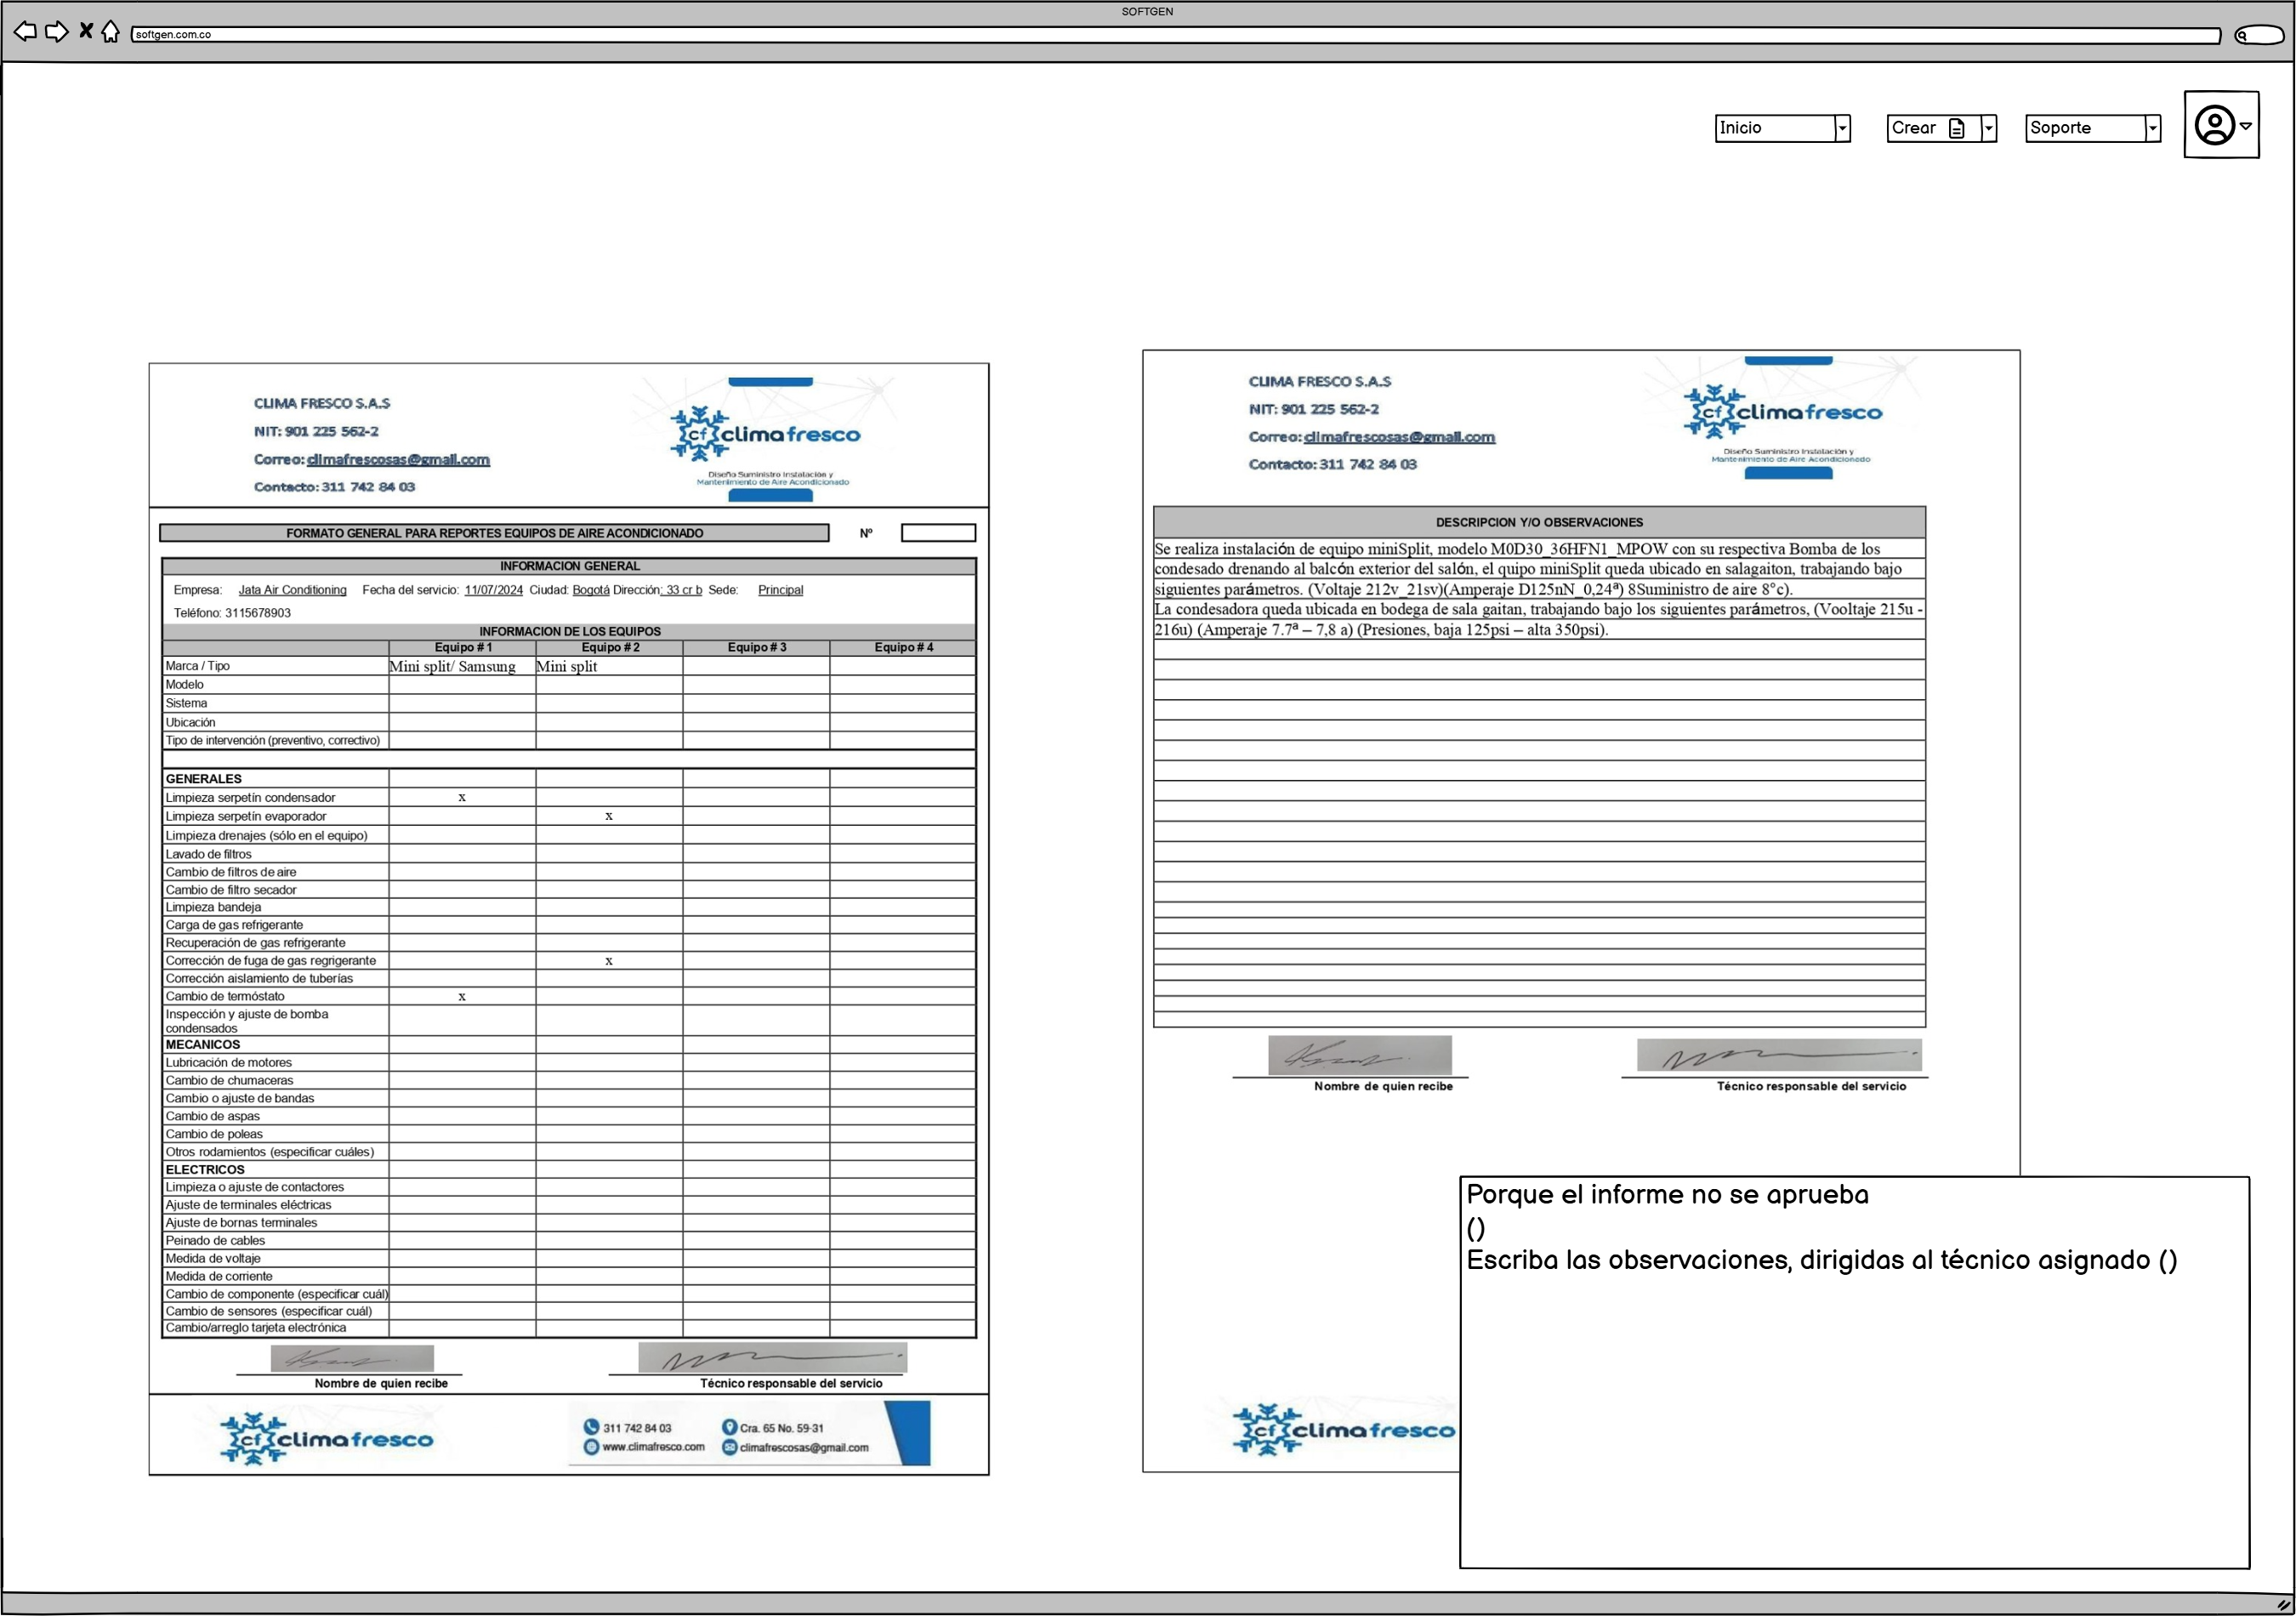 SOFTGEN
softgen.com.co
Inicio
Crear
Soporte
CLIMA FRESCO S.A.S
NIT: 901 225 562-2
Correo: climafrescosas@gmail.com
Contacto: 311 742 84 03
cf climafresco
Diseño Suministro Instalación y
Mantenimiento de Aire Acondicionado
FORMATO GENERAL PARA REPORTES EQUIPOS DE AIRE ACONDICIONADO Nº
INFORMACION GENERAL
Empresa: Jata Air Conditioning Fecha del servicio: 11/07/2024 Ciudad: Bogotá Dirección: 33 cr b Sede: Principal
Teléfono: 3115678903
INFORMACION DE LOS EQUIPOS
Equipo # 1 Equipo # 2 Equipo # 3 Equipo # 4
Marca / Tipo Mini split/ Samsung Mini split
Modelo
Sistema
Ubicación
Tipo de intervención (preventivo, correctivo)
GENERALES
Limpieza serpetín condensador x
Limpieza serpetín evaporador x
Limpieza drenajes (sólo en el equipo)
Lavado de filtros
Cambio de filtros de aire
Cambio de filtro secador
Limpieza bandeja
Carga de gas refrigerante
Recuperación de gas refrigerante
Corrección de fuga de gas regrigerante x
Corrección aislamiento de tuberías
Cambio de termóstato x
Inspección y ajuste de bomba
condensados
MECANICOS
Lubricación de motores
Cambio de chumaceras
Cambio o ajuste de bandas
Cambio de aspas
Cambio de poleas
Otros rodamientos (especificar cuáles)
ELECTRICOS
Limpieza o ajuste de contactores
Ajuste de terminales eléctricas
Ajuste de bornas terminales
Peinado de cables
Medida de voltaje
Medida de corriente
Cambio de componente (especificar cuál)
Cambio de sensores (especificar cuál)
Cambio/arreglo tarjeta electrónica
Nombre de quien recibe Técnico responsable del servicio
cf climafresco
311 742 84 03 Cra. 65 No. 59-31
www.climafresco.com climafrescosas@gmail.com
CLIMA FRESCO S.A.S
NIT: 901 225 562-2
Correo: climafrescosas@gmail.com
Contacto: 311 742 84 03
cf climafresco
Diseño Suministro Instalación y
Mantenimiento de Aire Acondicionado
DESCRIPCION Y/O OBSERVACIONES
Se realiza instalación de equipo miniSplit, modelo M0D30_36HFN1_MPOW con su respectiva Bomba de los
condesado drenando al balcón exterior del salón, el quipo miniSplit queda ubicado en salagaiton, trabajando bajo
siguientes parámetros. (Voltaje 212v_21sv)(Amperaje D125nN_0,24ª) 8Suministro de aire 8°c).
La condesadora queda ubicada en bodega de sala gaitan, trabajando bajo los siguientes parámetros, (Vooltaje 215u -
216u) (Amperaje 7.7ª – 7,8 a) (Presiones, baja 125psi – alta 350psi).
Nombre de quien recibe Técnico responsable del servicio
cf climafresco
Porque el informe no se aprueba
()
Escriba las observaciones, dirigidas al técnico asignado ()